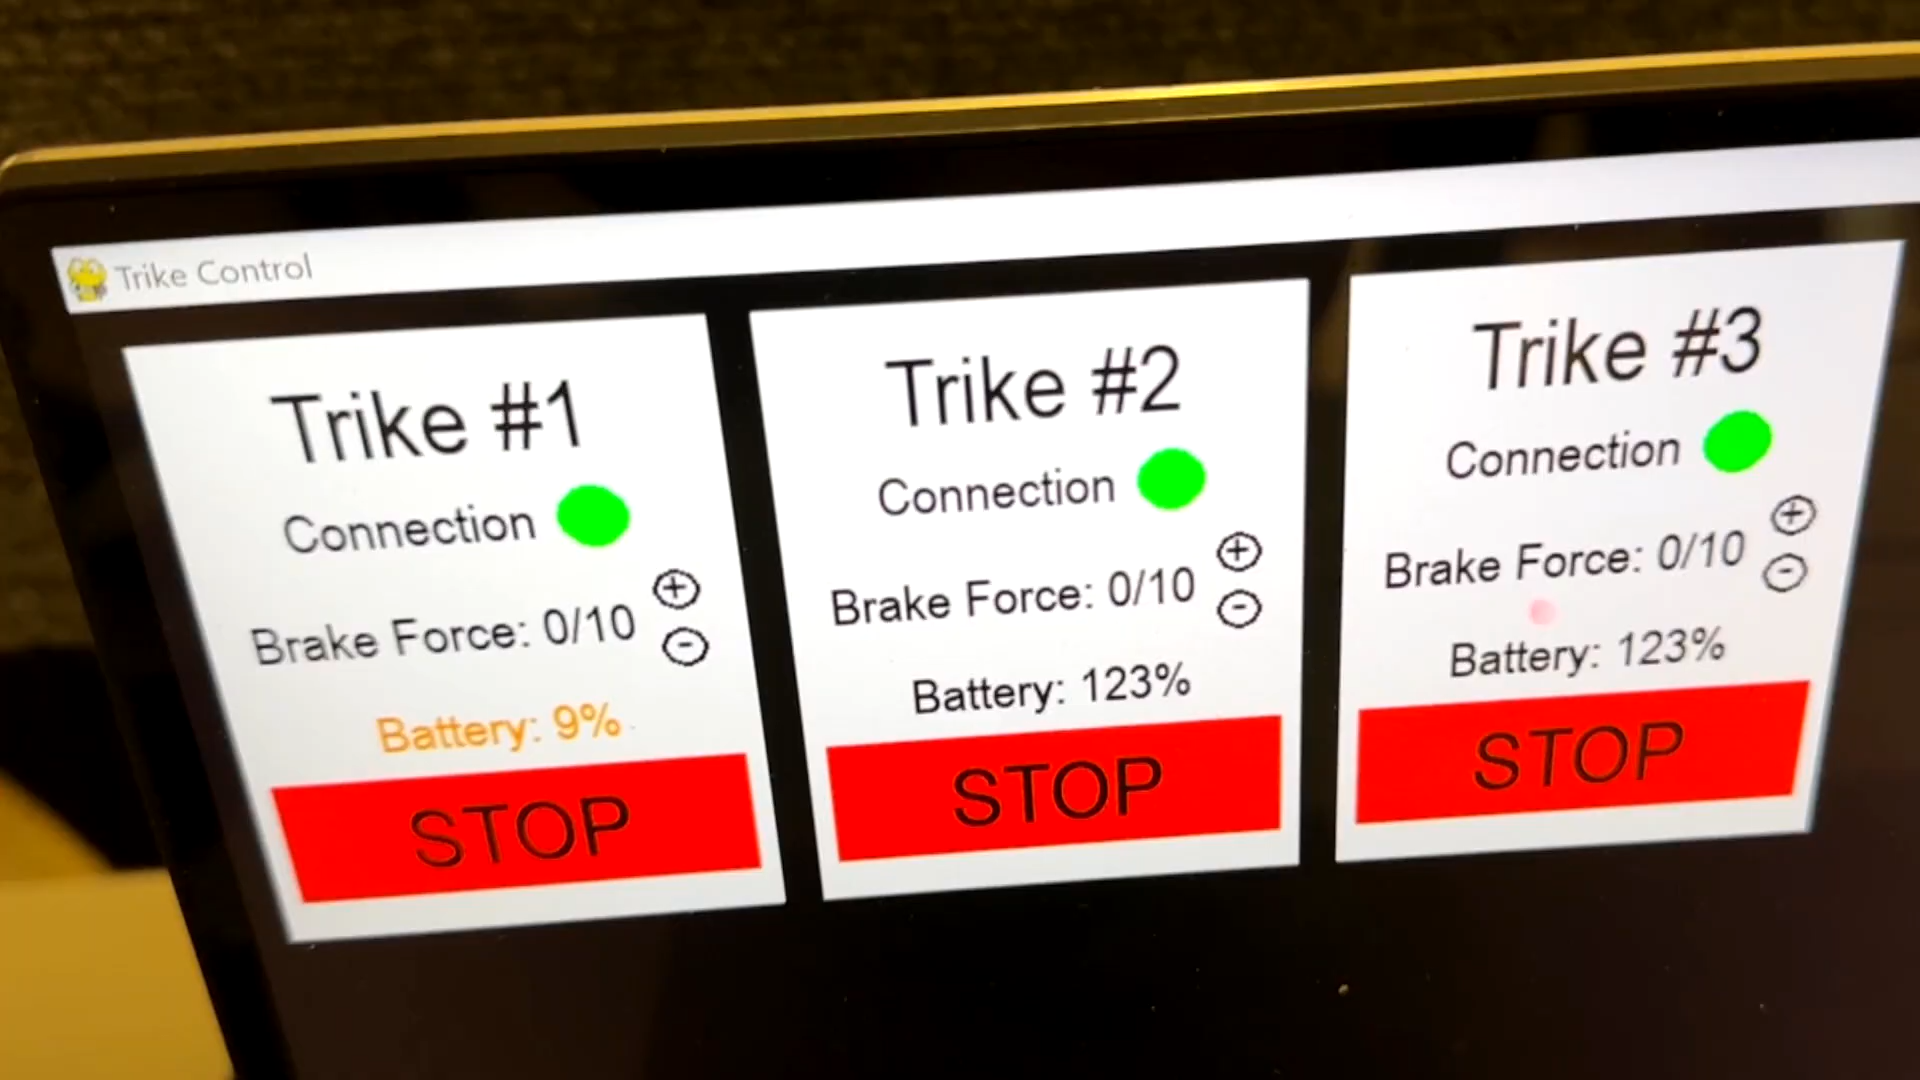 Trike Control
Trike #1
Connection
Brake Force: 0/10
+
-
Battery: 9%
STOP
Trike #2
Connection
Brake Force: 0/10
+
-
Battery: 123%
STOP
Trike #3
Connection
Brake Force: 0/10
+
-
Battery: 123%
STOP